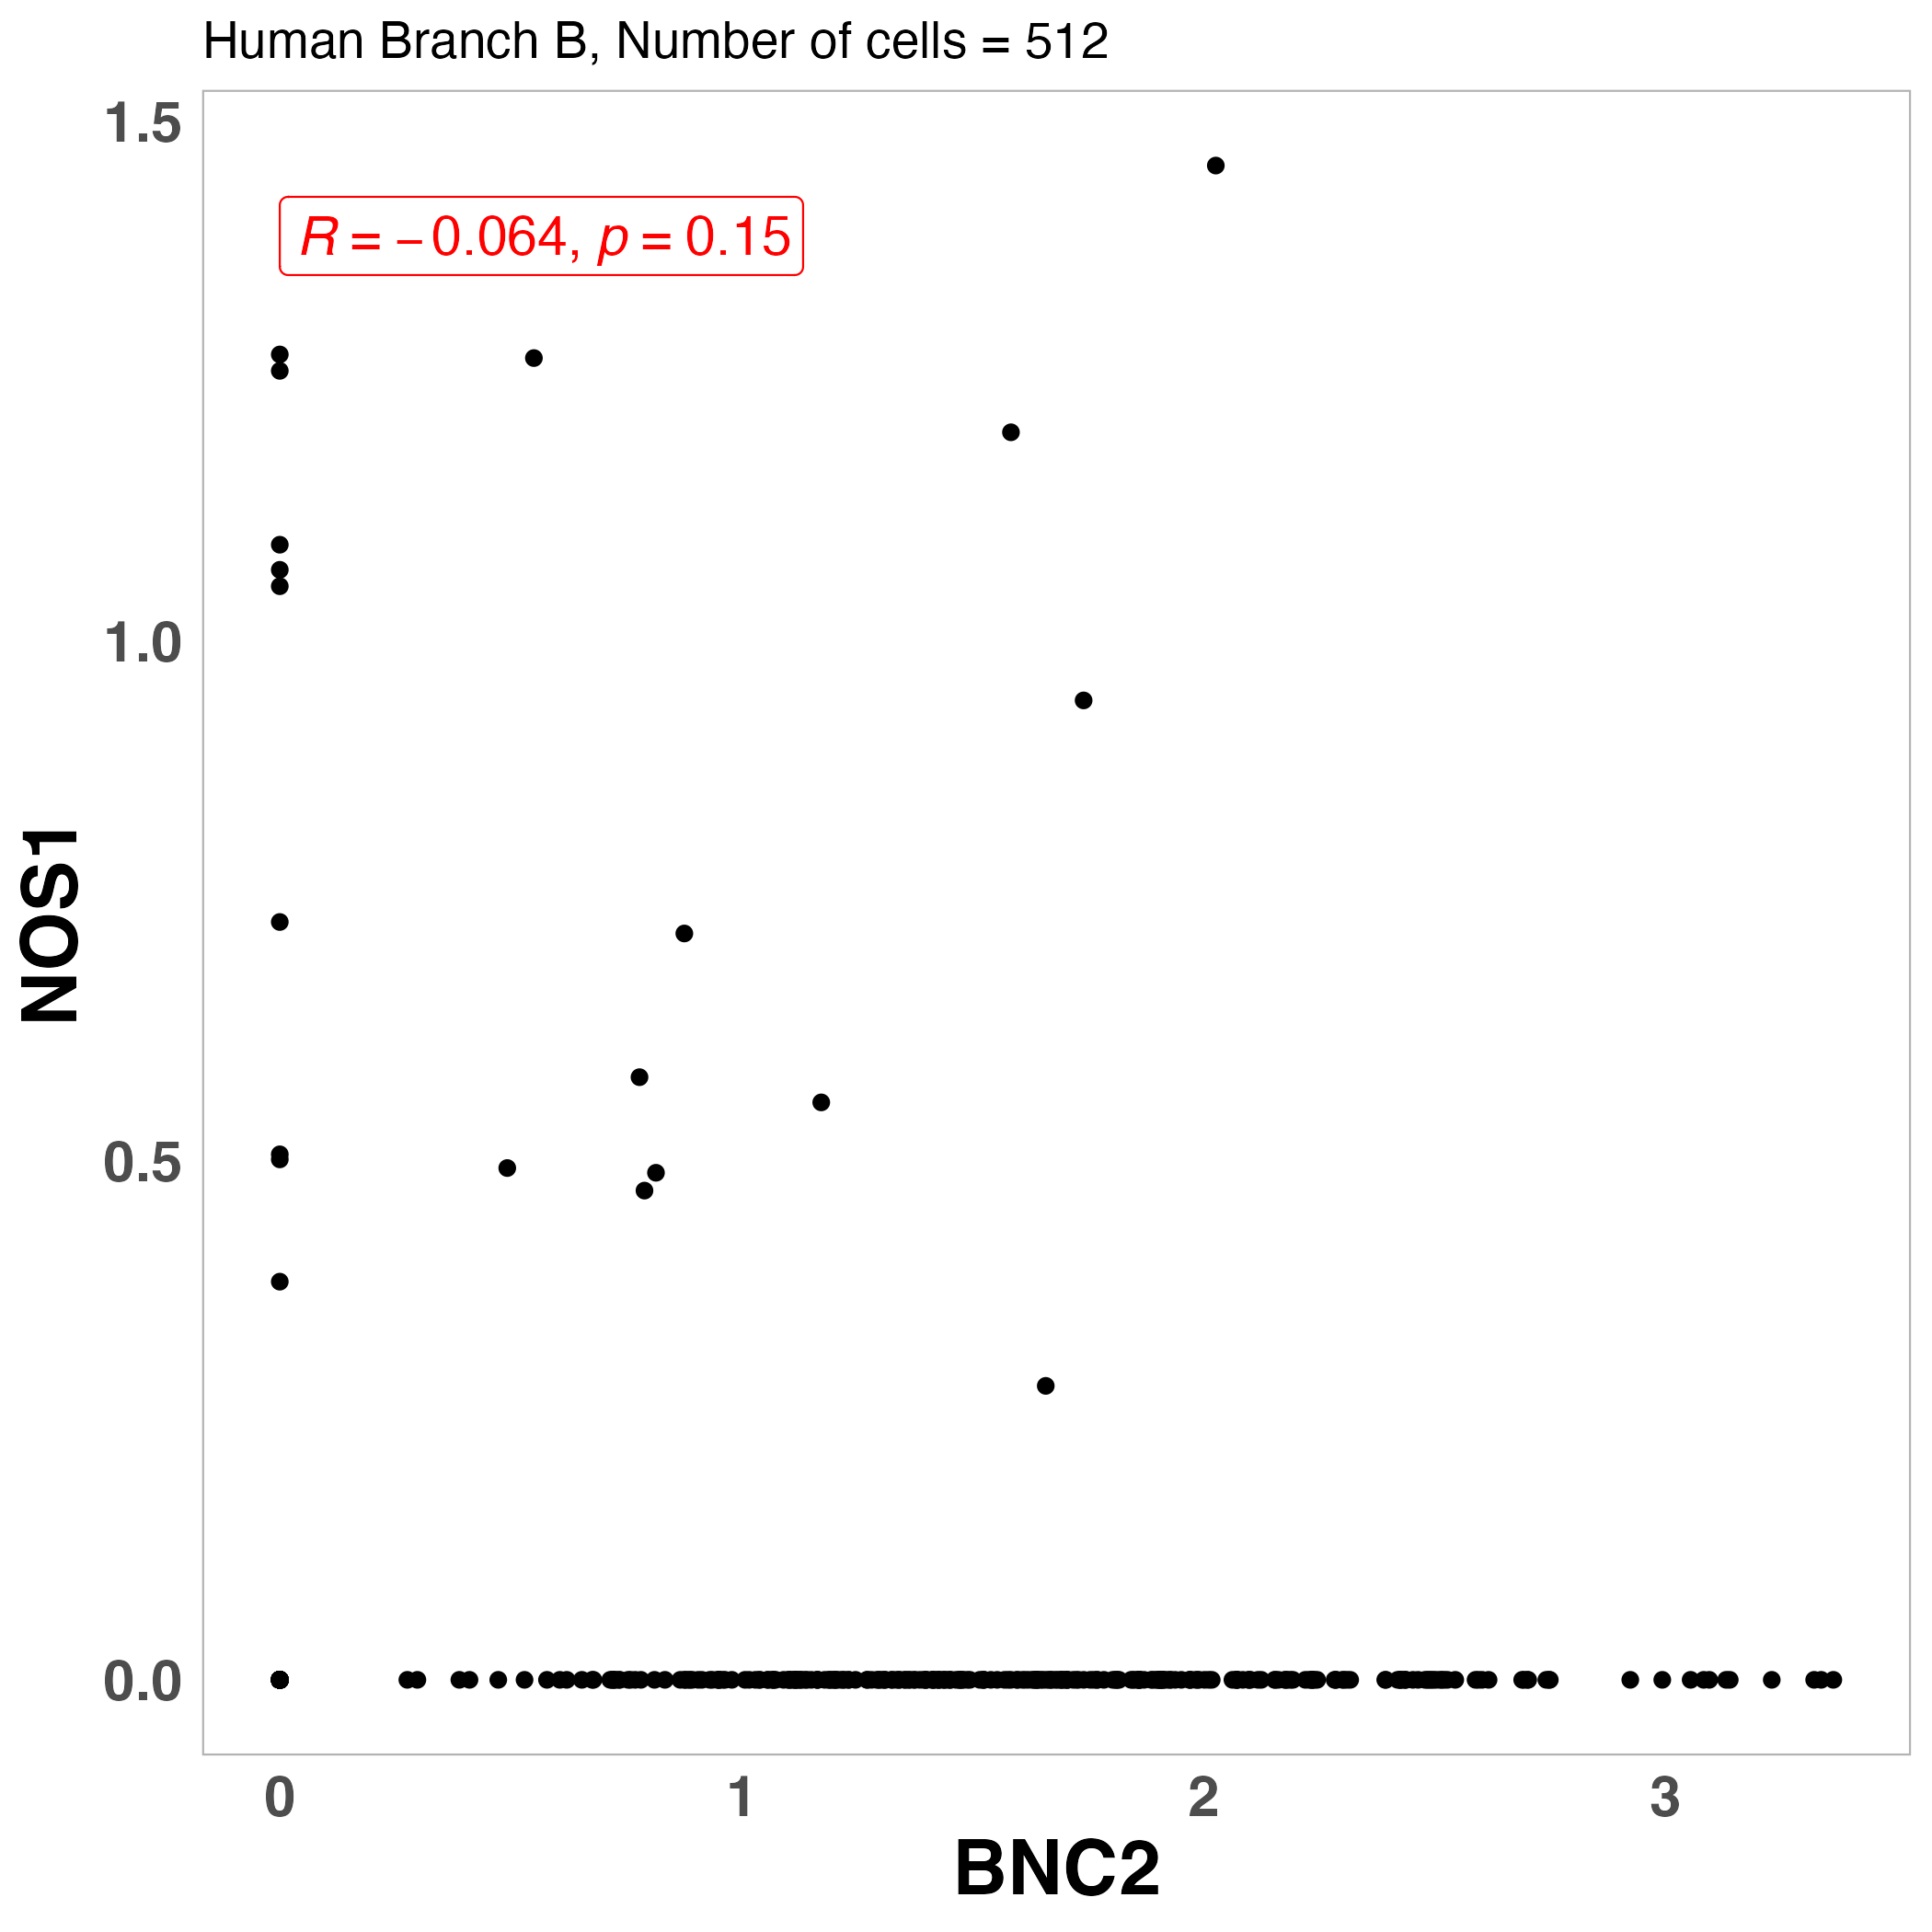 Human Branch B, Number of cells = 512
1.5
R = −0.064, p = 0.15
1.0
NOS1
0.5
0.0
0 1 2 3
BNC2